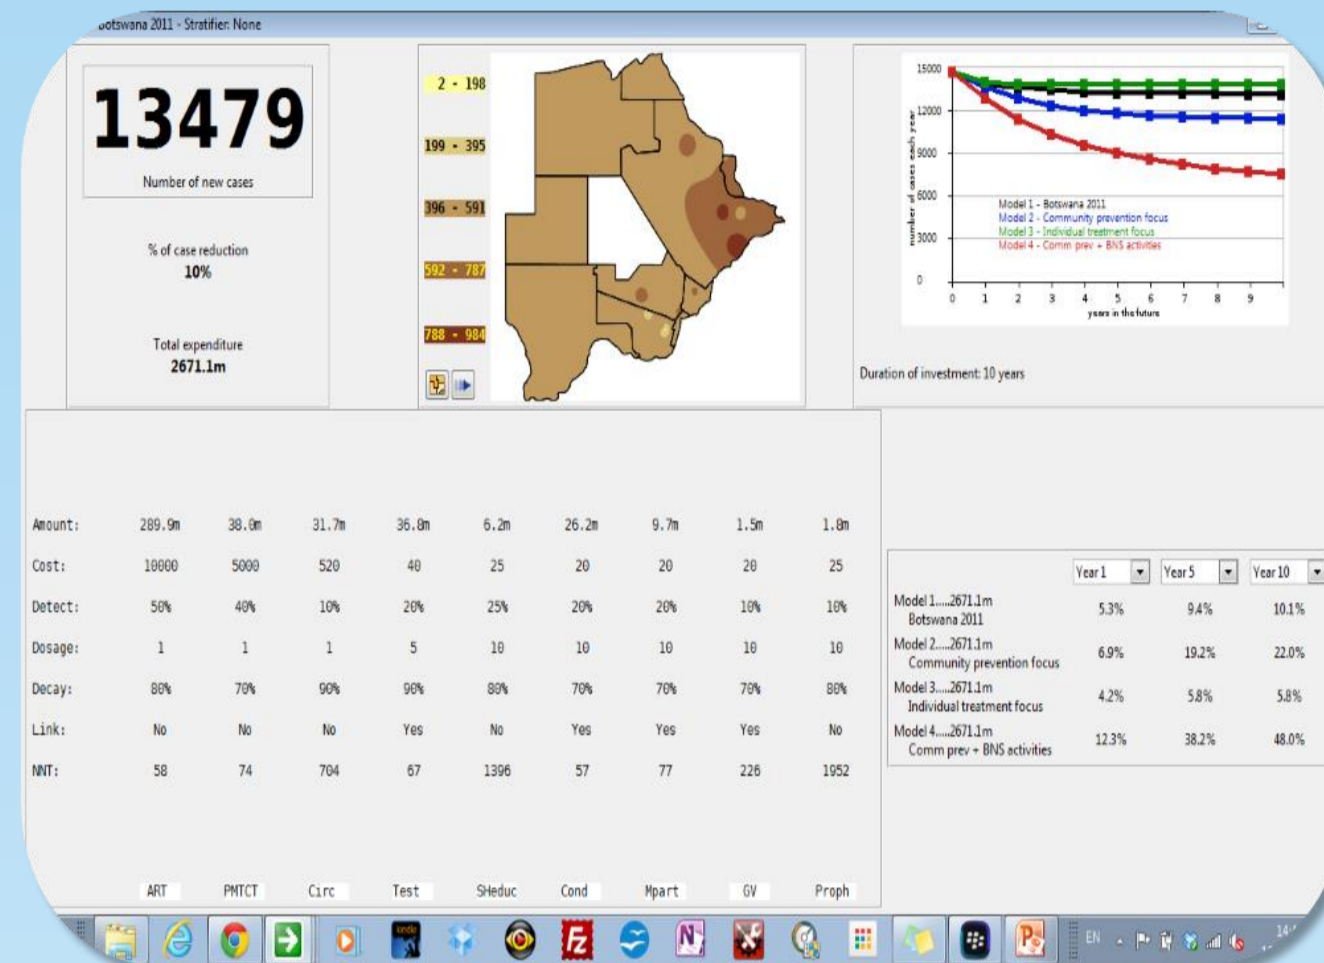 Botswana 2011 - Stratifier: None
13479
Number of new cases
% of case reduction
10%
Total expenditure
2671.1m
2 - 198
199 - 395
396 - 591
592 - 787
788 - 984
15000
12000
9000
6000
3000
0
number of cases each year
Model 1 - Botswana 2011
Model 2 - Community prevention focus
Model 3 - Individual treatment focus
Model 4 - Comm prev + BNS activities
0 1 2 3 4 5 6 7 8 9
years in the future
Duration of investment: 10 years
Amount: 289.9m 38.0m 31.7m 36.8m 6.2m 26.2m 9.7m 1.5m 1.8m
Cost: 10000 5000 520 40 25 20 20 20 25
Detect: 50% 40% 10% 20% 25% 20% 20% 10% 10%
Dosage: 1 1 1 5 10 10 10 10 10
Decay: 80% 70% 90% 90% 80% 70% 70% 70% 80%
Link: No No No Yes No Yes Yes Yes No
NNT: 58 74 704 67 1396 57 77 226 1952
ART PMTCT Circ Test SHeduc Cond Mpart GV Proph
Year 1 Year 5 Year 10
Model 1.....2671.1m 5.3% 9.4% 10.1%
Botswana 2011
Model 2.....2671.1m 6.9% 19.2% 22.0%
Community prevention focus
Model 3.....2671.1m 4.2% 5.8% 5.8%
Individual treatment focus
Model 4.....2671.1m 12.3% 38.2% 48.0%
Comm prev + BNS activities
kindle
Fz
N
P
EN